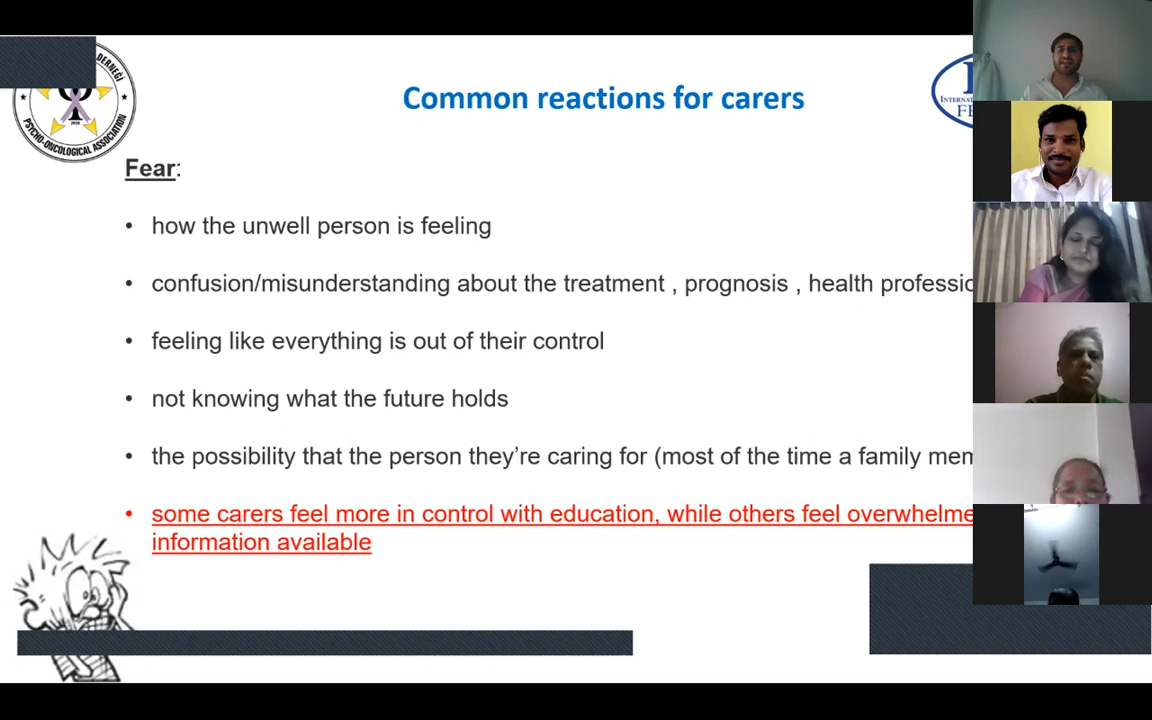 DERNEĞİ
PSYCHO-ONCOLOGICAL ASSOCIATION
2020
Common reactions for carers
Fear:
• how the unwell person is feeling
• confusion/misunderstanding about the treatment , prognosis , health professio
• feeling like everything is out of their control
• not knowing what the future holds
• the possibility that the person they’re caring for (most of the time a family mem
• some carers feel more in control with education, while others feel overwhelme
information available